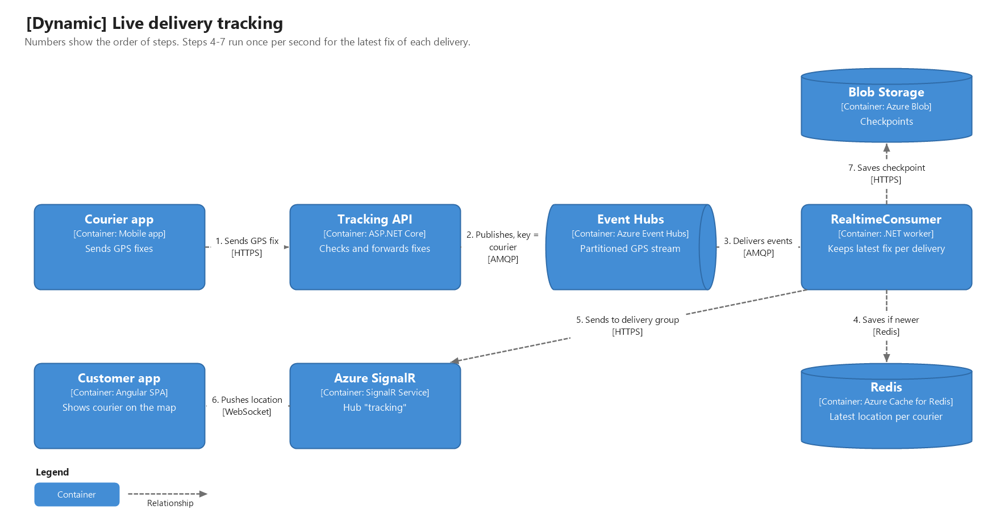 [Dynamic] Live delivery tracking
Numbers show the order of steps. Steps 4-7 run once per second for the latest fix of each delivery.
Blob Storage
[Container: Azure Blob]
Checkpoints
7. Saves checkpoint
[HTTPS]
Courier app
[Container: Mobile app]
Sends GPS fixes
1. Sends GPS fix
[HTTPS]
Tracking API
[Container: ASP.NET Core]
Checks and forwards fixes
2. Publishes, key =
courier
[AMQP]
Event Hubs
[Container: Azure Event Hubs]
Partitioned GPS stream
3. Delivers events
[AMQP]
RealtimeConsumer
[Container: .NET worker]
Keeps latest fix per delivery
5. Sends to delivery group
[HTTPS]
4. Saves if newer
[Redis]
Customer app
[Container: Angular SPA]
Shows courier on the map
6. Pushes location
[WebSocket]
Azure SignalR
[Container: SignalR Service]
Hub "tracking"
Redis
[Container: Azure Cache for Redis]
Latest location per courier
Legend
Container
Relationship